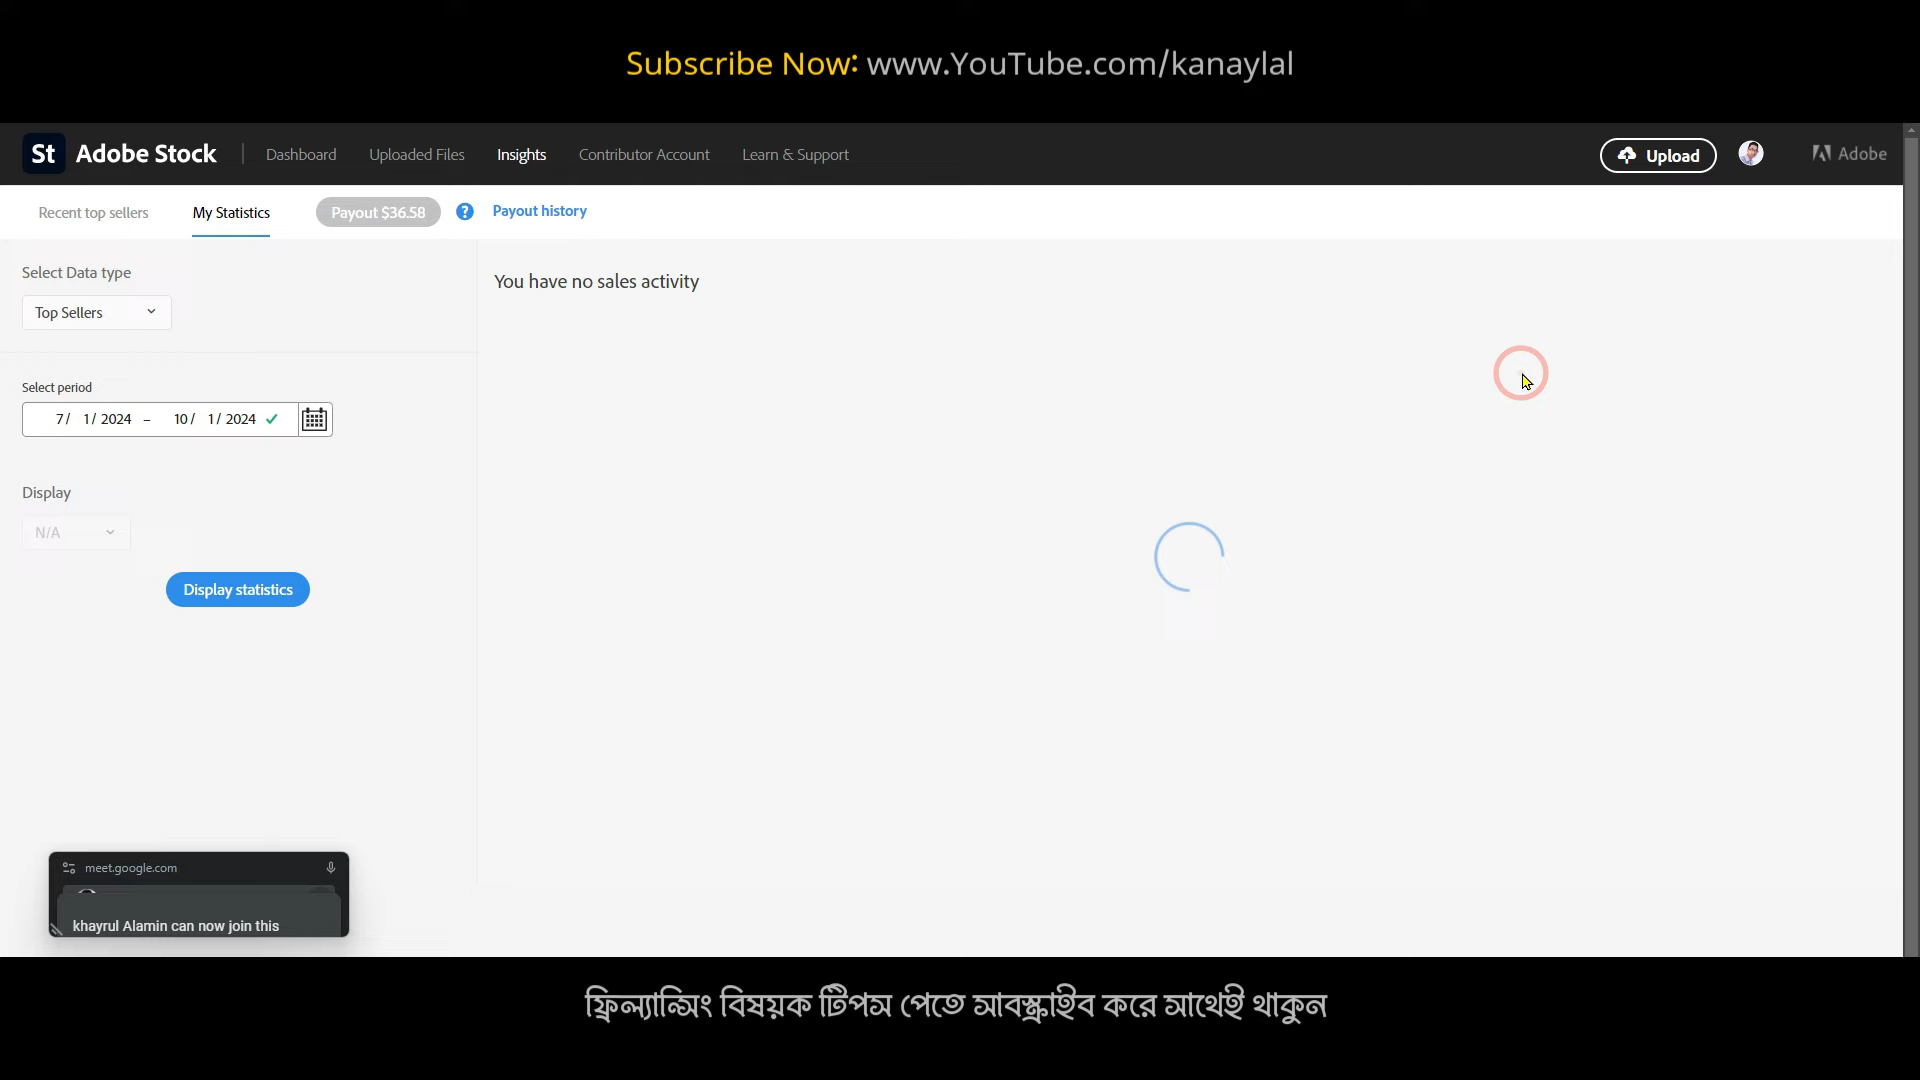 Subscribe Now: www.YouTube.com/kanaylal
St Adobe Stock Dashboard Uploaded Files Insights Contributor Account Learn & Support Upload Adobe
Recent top sellers My Statistics Payout $36.58 ? Payout history
Select Data type
You have no sales activity
Top Sellers
Select period
7/ 1/ 2024 – 10/ 1/ 2024
Display
N/A
Display statistics
meet.google.com
khayrul Alamin can now join this
ফ্রিল্যান্সিং বিষয়ক টিপস পেতে সাবস্ক্রাইব করে সাথেই থাকুন